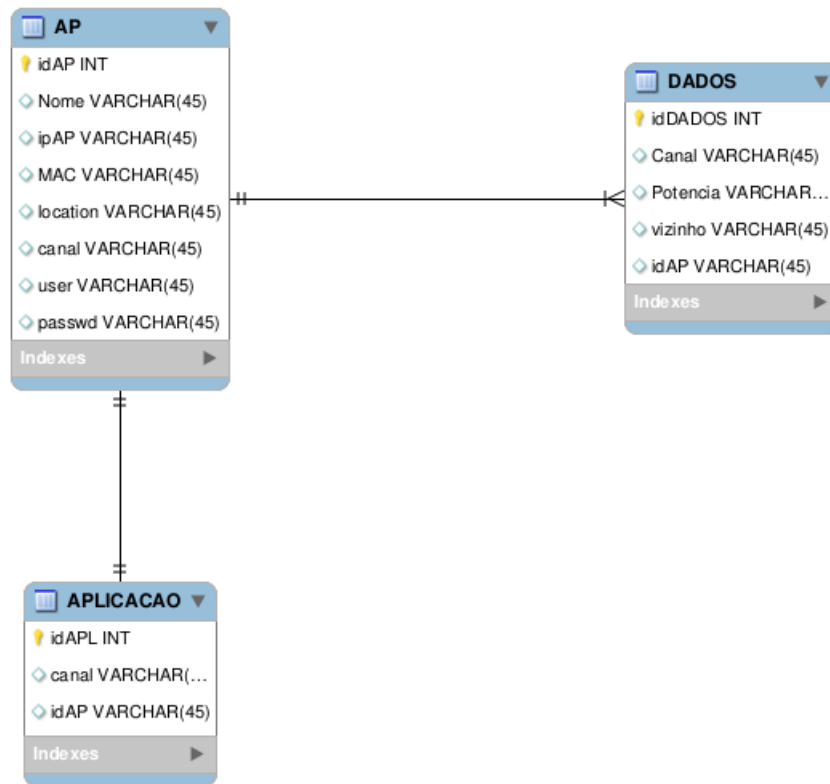 AP
idAP INT
Nome VARCHAR(45)
ipAP VARCHAR(45)
MAC VARCHAR(45)
location VARCHAR(45)
canal VARCHAR(45)
user VARCHAR(45)
passwd VARCHAR(45)
Indexes
DADOS
idDADOS INT
Canal VARCHAR(45)
Potencia VARCHAR...
vizinho VARCHAR(45)
idAP VARCHAR(45)
Indexes
APLICACAO
idAPL INT
canal VARCHAR(...
idAP VARCHAR(45)
Indexes